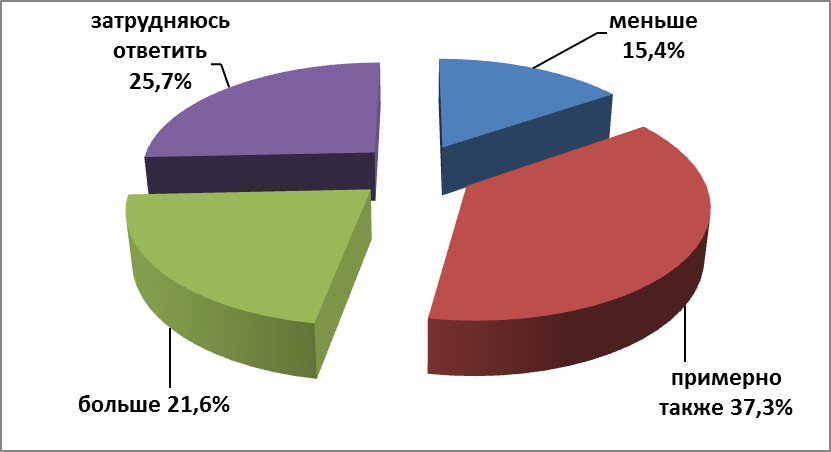 затрудняюсь
ответить
25,7%
меньше
15,4%
больше 21,6%
примерно
также 37,3%